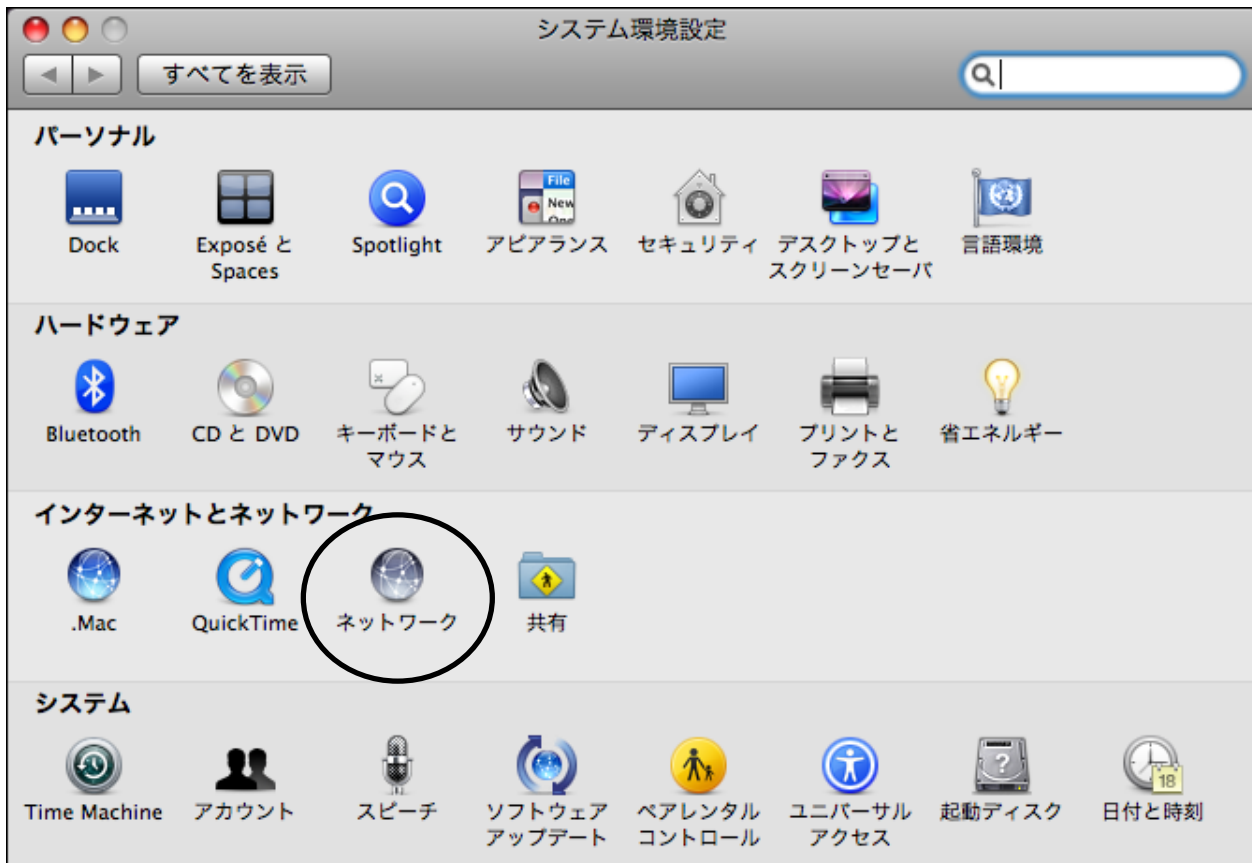 システム環境設定
すべてを表示
パーソナル
Dock
Exposé と
Spaces
Spotlight
File
New
アピアランス
セキュリティ
デスクトップと
スクリーンセーバ
言語環境
ハードウェア
Bluetooth
CD と DVD
キーボードと
マウス
サウンド
ディスプレイ
プリントと
ファクス
省エネルギー
インターネットとネットワーク
.Mac
QuickTime
ネットワーク
共有
システム
Time Machine
アカウント
スピーチ
ソフトウェア
アップデート
ペアレンタル
コントロール
ユニバーサル
アクセス
?
起動ディスク
18
日付と時刻